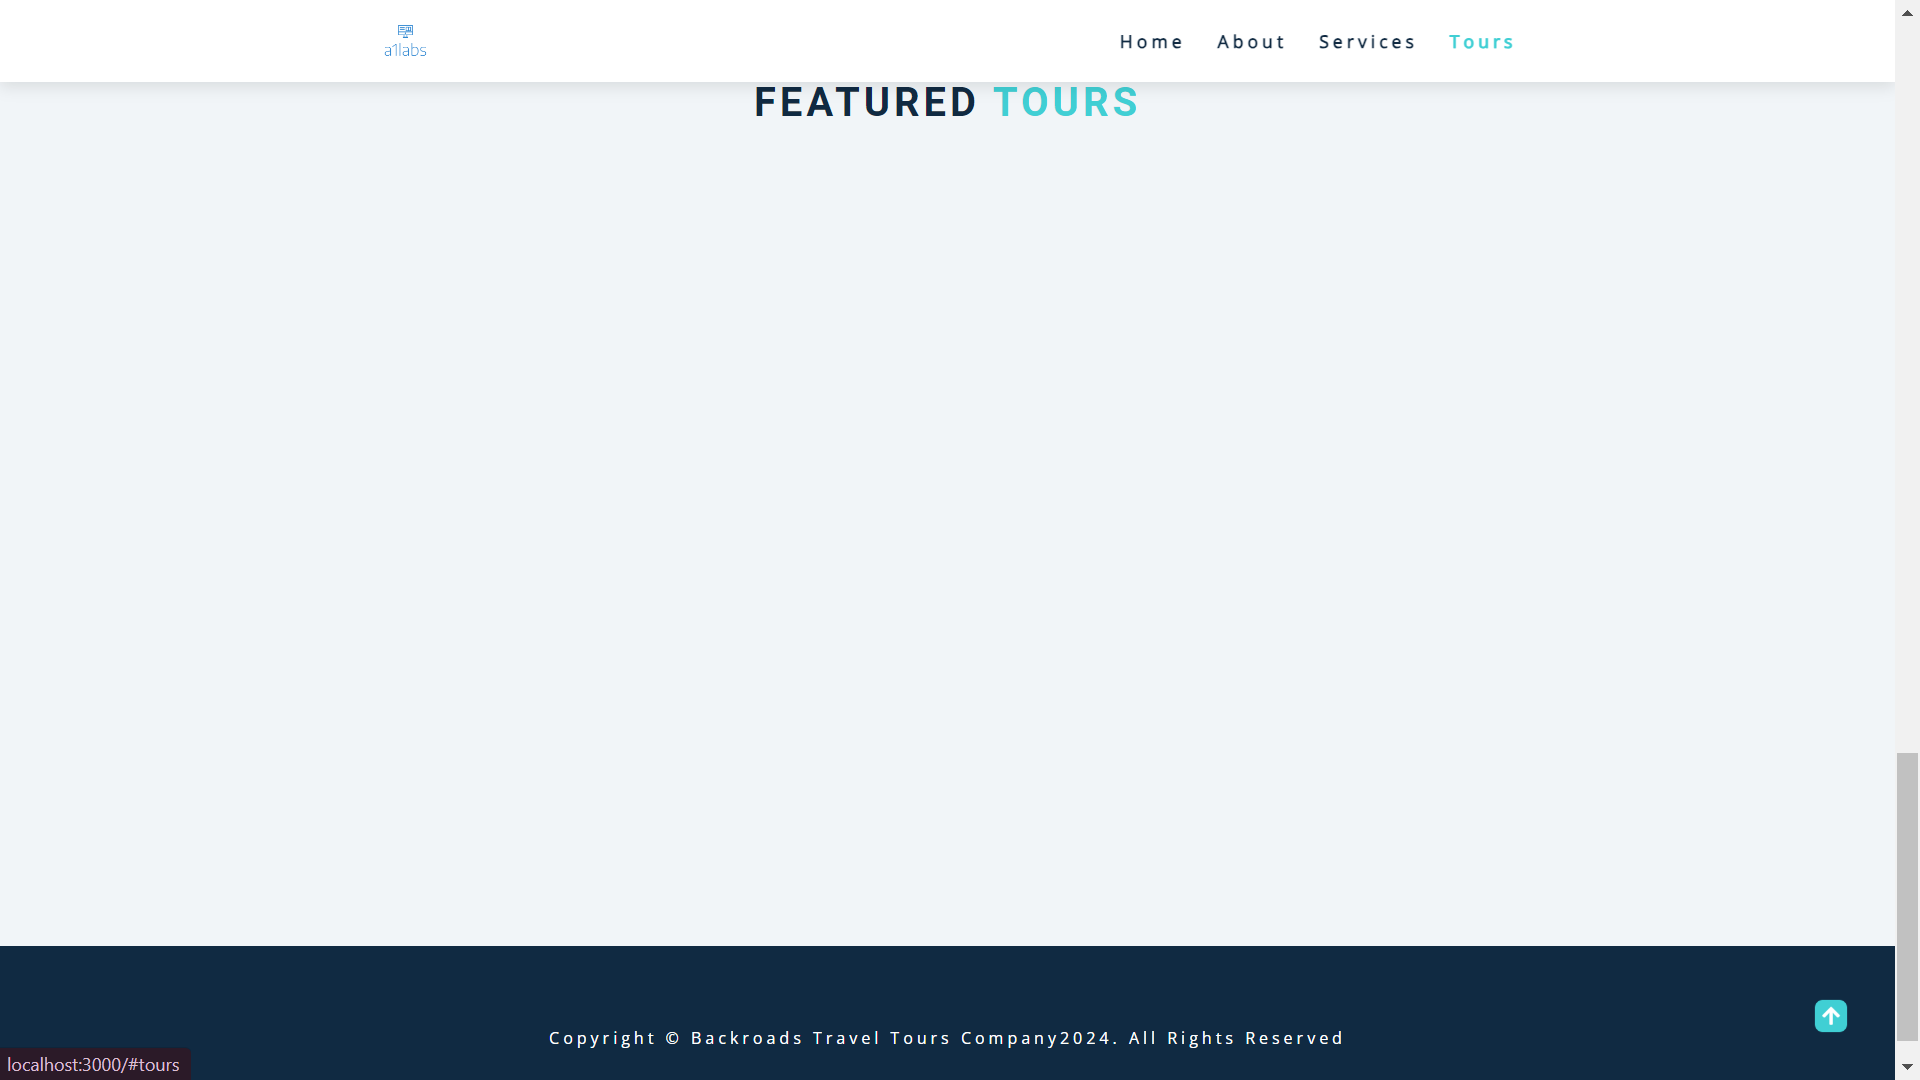 a1labs
Home About Services Tours
FEATURED TOURS
Copyright © Backroads Travel Tours Company2024. All Rights Reserved
localhost:3000/#tours